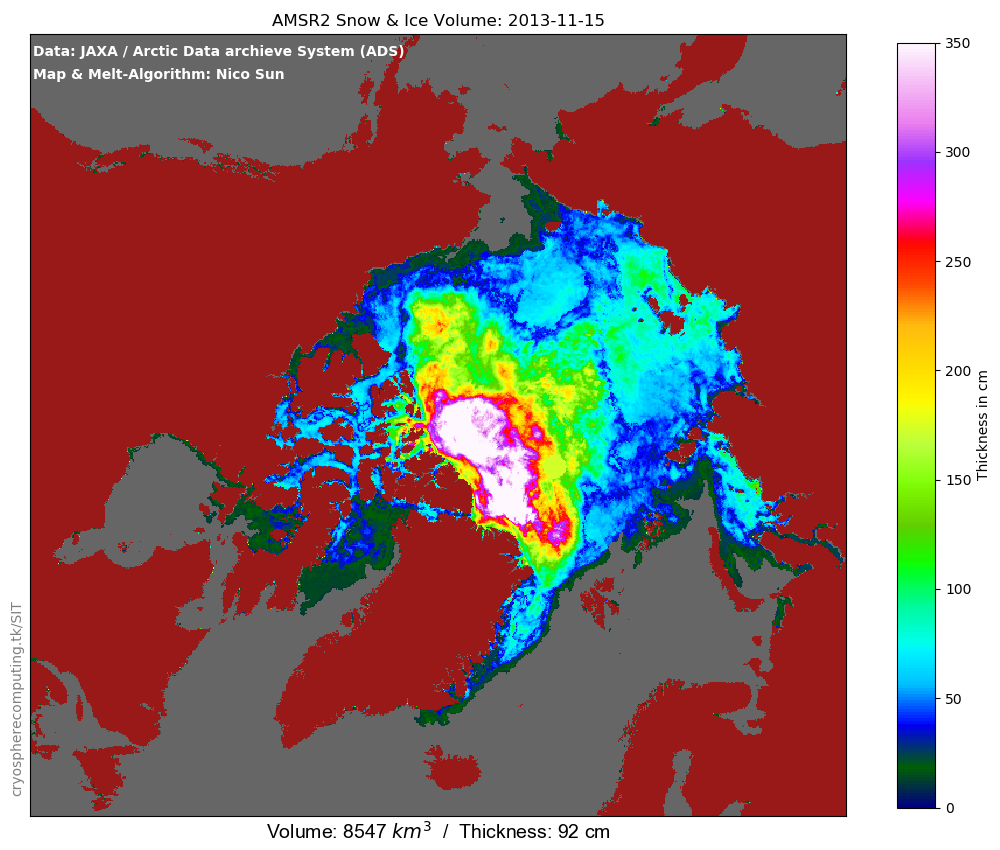 AMSR2 Snow & Ice Volume: 2013-11-15
Data: JAXA / Arctic Data archieve System (ADS)
Map & Melt-Algorithm: Nico Sun
350
300
250
200
150
100
50
0
Thickness in cm
cryospherecomputing.tk/SIT
Volume: 8547 km³ / Thickness: 92 cm